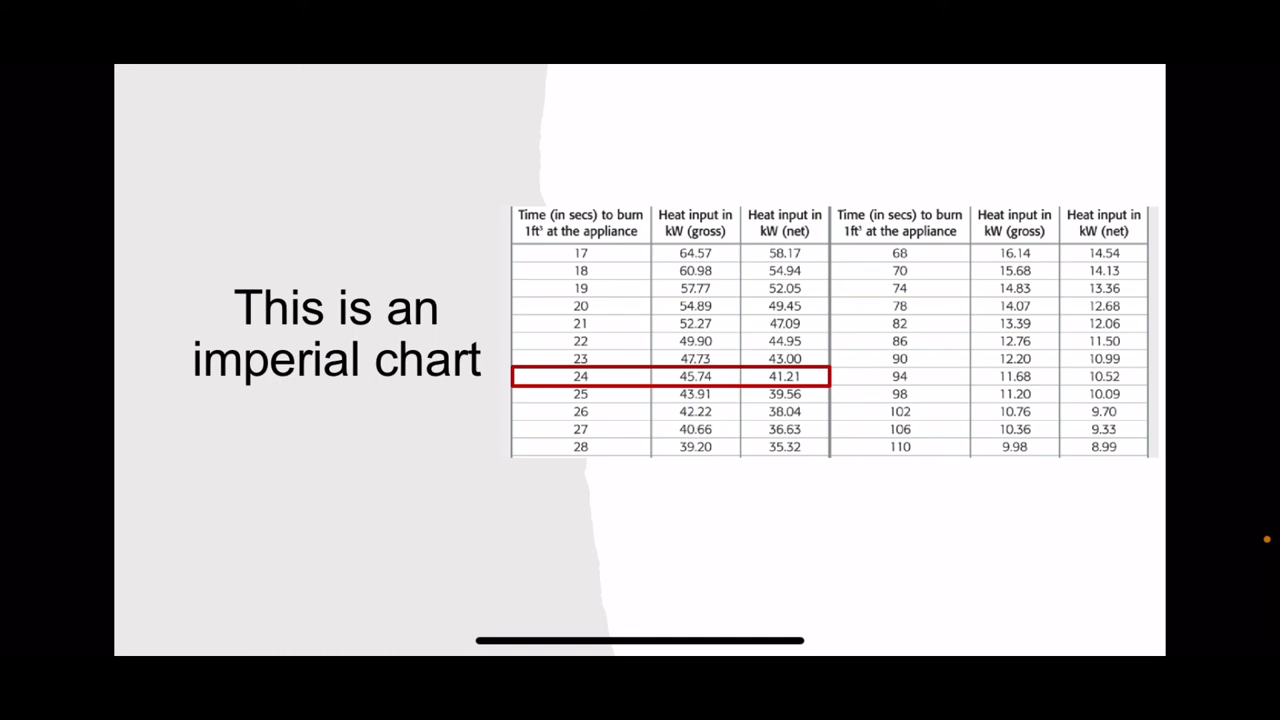 This is an
imperial chart
Time (in secs) to burn 1ft³ at the appliance Heat input in kW (gross) Heat input in kW (net) Time (in secs) to burn 1ft³ at the appliance Heat input in kW (gross) Heat input in kW (net)
17 64.57 58.17 68 16.14 14.54
18 60.98 54.94 70 15.68 14.13
19 57.77 52.05 74 14.83 13.36
20 54.89 49.45 78 14.07 12.68
21 52.27 47.09 82 13.39 12.06
22 49.90 44.95 86 12.76 11.50
23 47.73 43.00 90 12.20 10.99
24 45.74 41.21 94 11.68 10.52
25 43.91 39.56 98 11.20 10.09
26 42.22 38.04 102 10.76 9.70
27 40.66 36.63 106 10.36 9.33
28 39.20 35.32 110 9.98 8.99